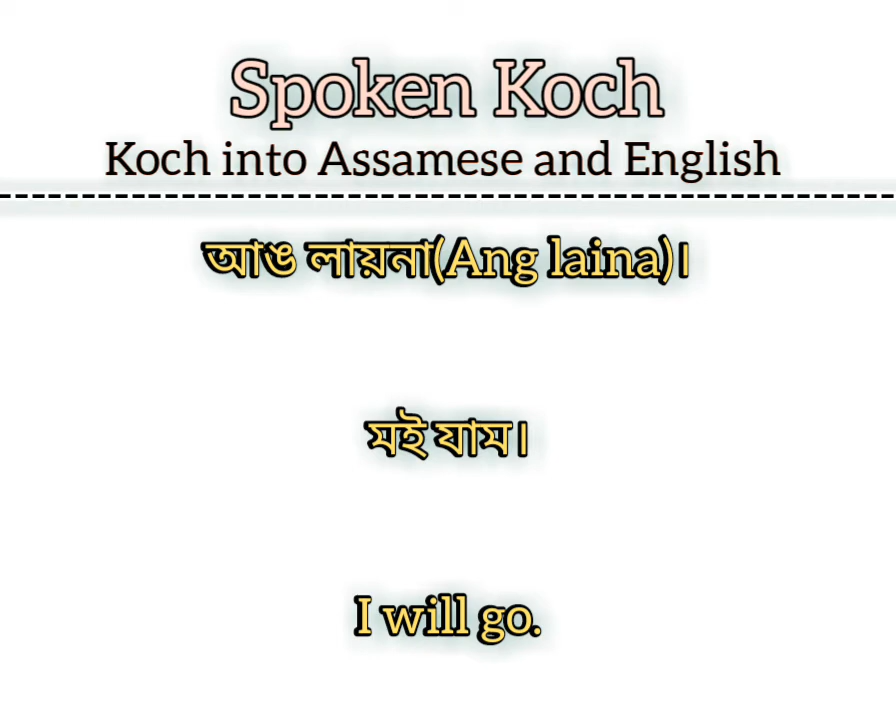 Spoken Koch
Koch into Assamese and English
আঙ লায়না(Ang laina)।
মই যাম।
I will go.